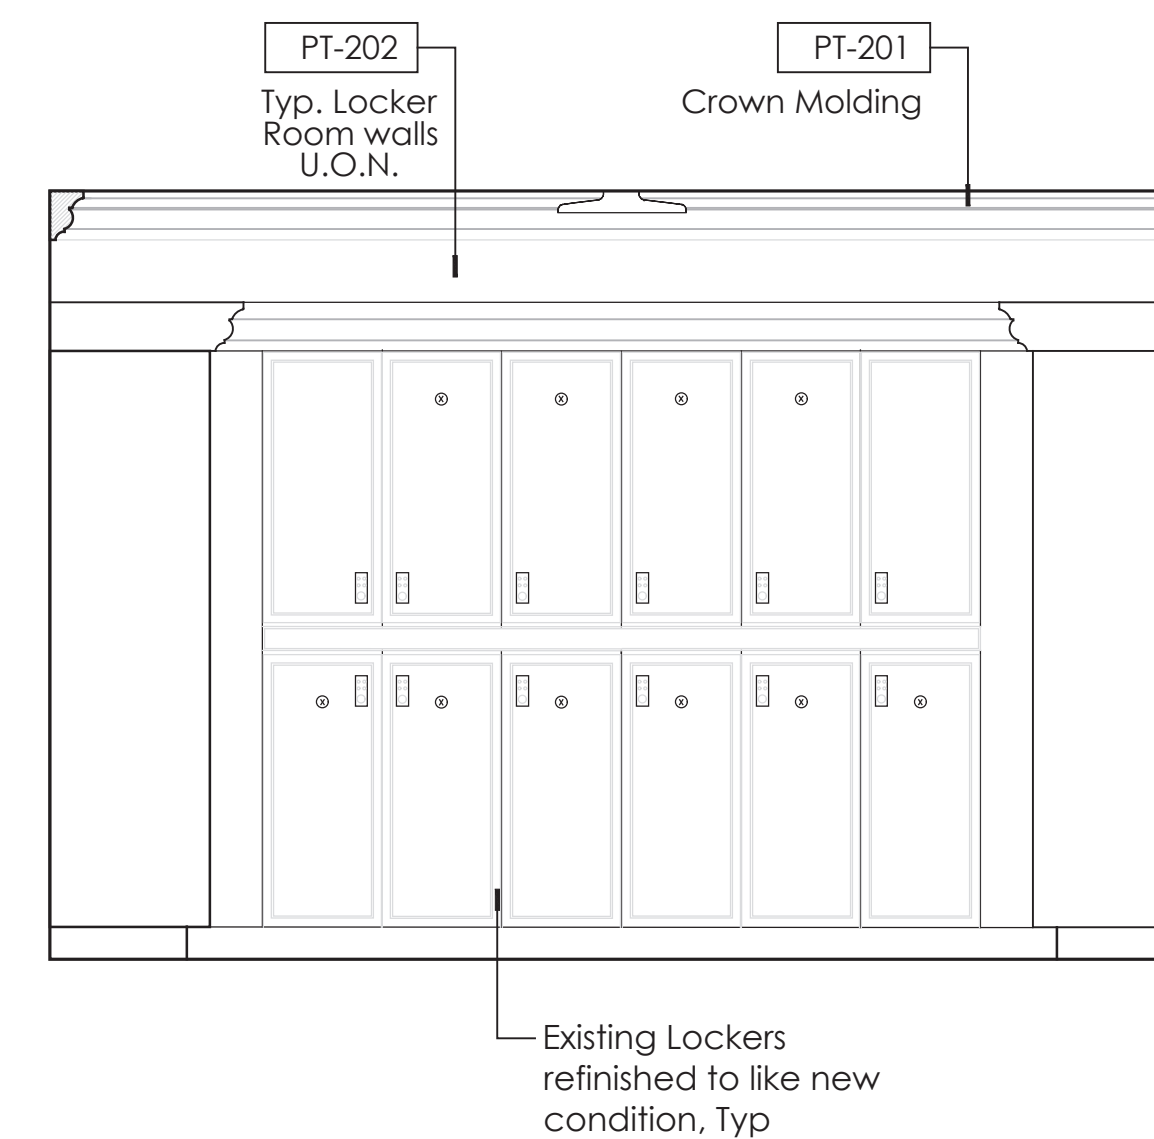 PT-202
Typ. Locker
Room walls
U.O.N.
PT-201
Crown Molding
x x x x
x x x x x x
Existing Lockers
refinished to like new
condition, Typ